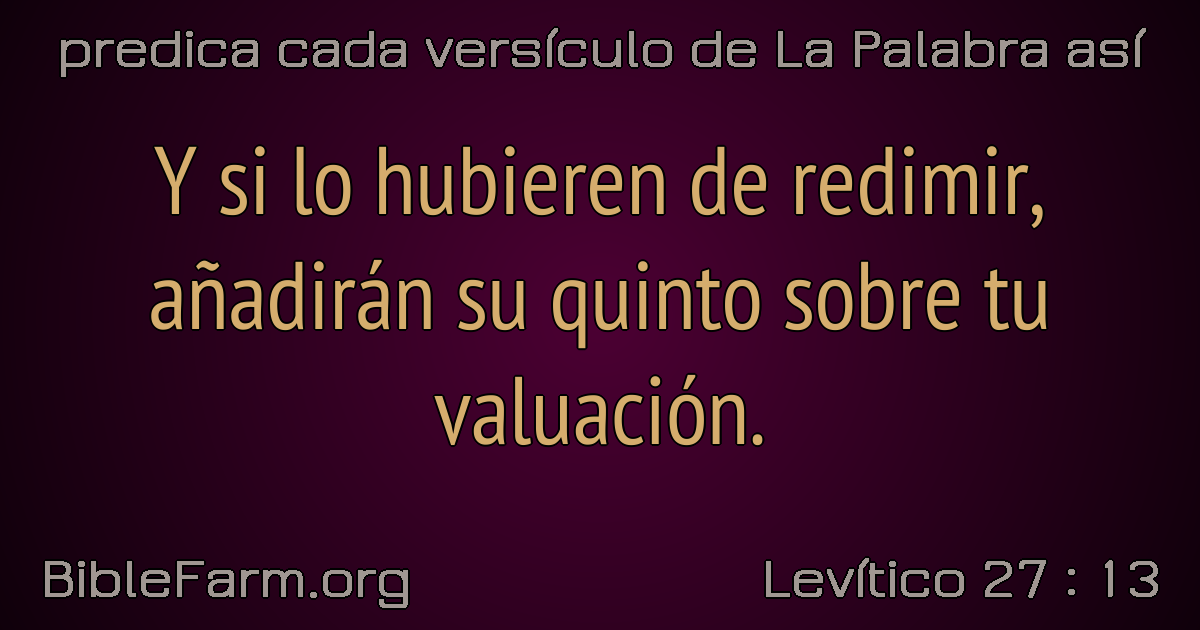 predica cada versículo de La Palabra así
Y si lo hubieren de redimir,
añadirán su quinto sobre tu
valuación.
BibleFarm.org
Levítico 27 : 13